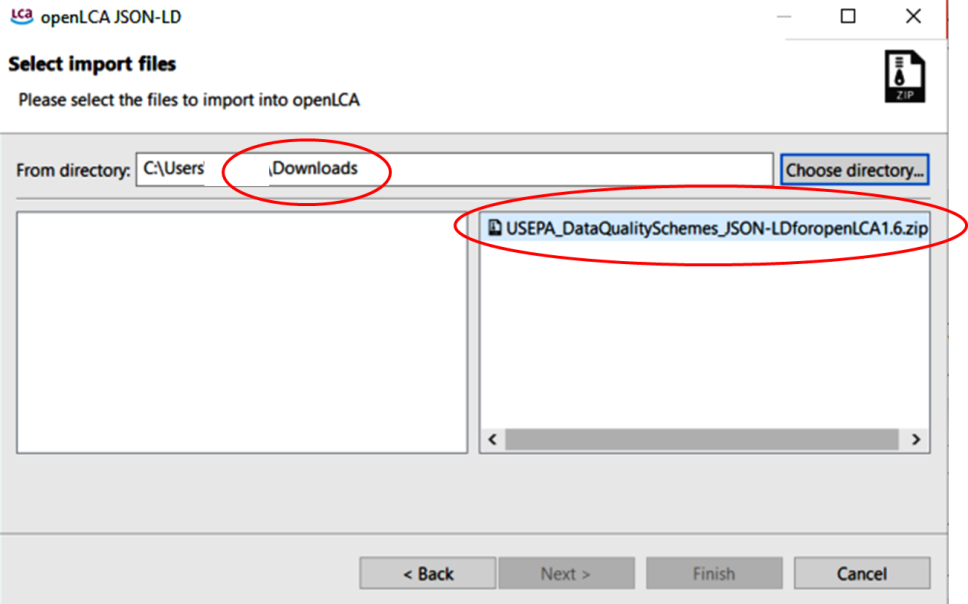 lca openLCA JSON-LD
Select import files
Please select the files to import into openLCA
ZIP
From directory: C:\Users \Downloads Choose directory...
USEPA_DataQualitySchemes_JSON-LDforopenLCA1.6.zip
< Back Next > Finish Cancel